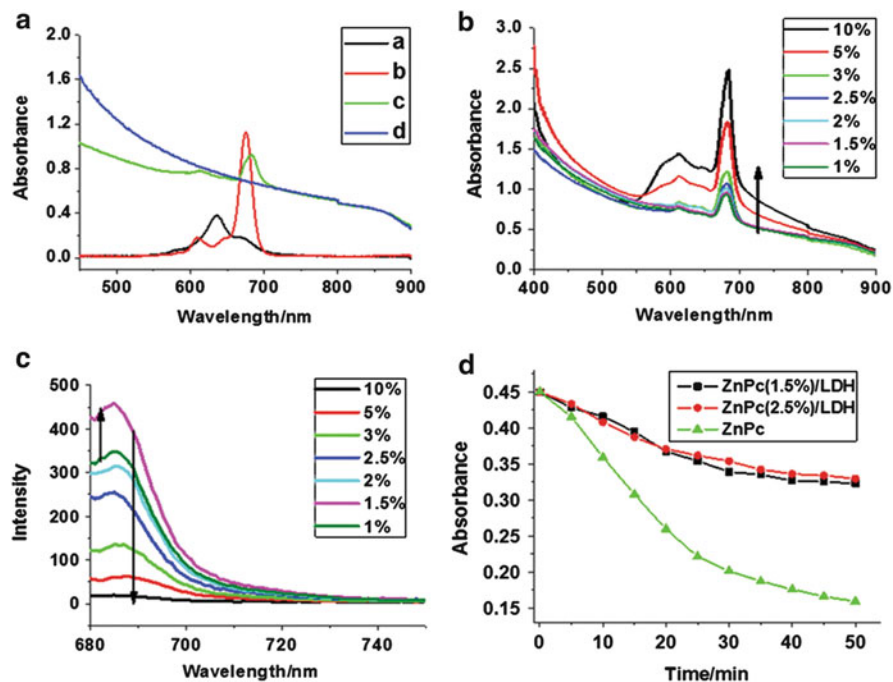 a
2.0
1.6
1.2
0.8
0.4
0.0
Absorbance
500 600 700 800 900
Wavelength/nm
a
b
c
d
b
3.0
2.5
2.0
1.5
1.0
0.5
0.0
Absorbance
400 500 600 700 800 900
Wavelength/nm
10%
5%
3%
2.5%
2%
1.5%
1%
c
500
400
300
200
100
0
Intensity
680 700 720 740
Wavelength/nm
10%
5%
3%
2.5%
2%
1.5%
1%
d
0.45
0.40
0.35
0.30
0.25
0.20
0.15
Absorbance
0 10 20 30 40 50
Time/min
ZnPc(1.5%)/LDH
ZnPc(2.5%)/LDH
ZnPc